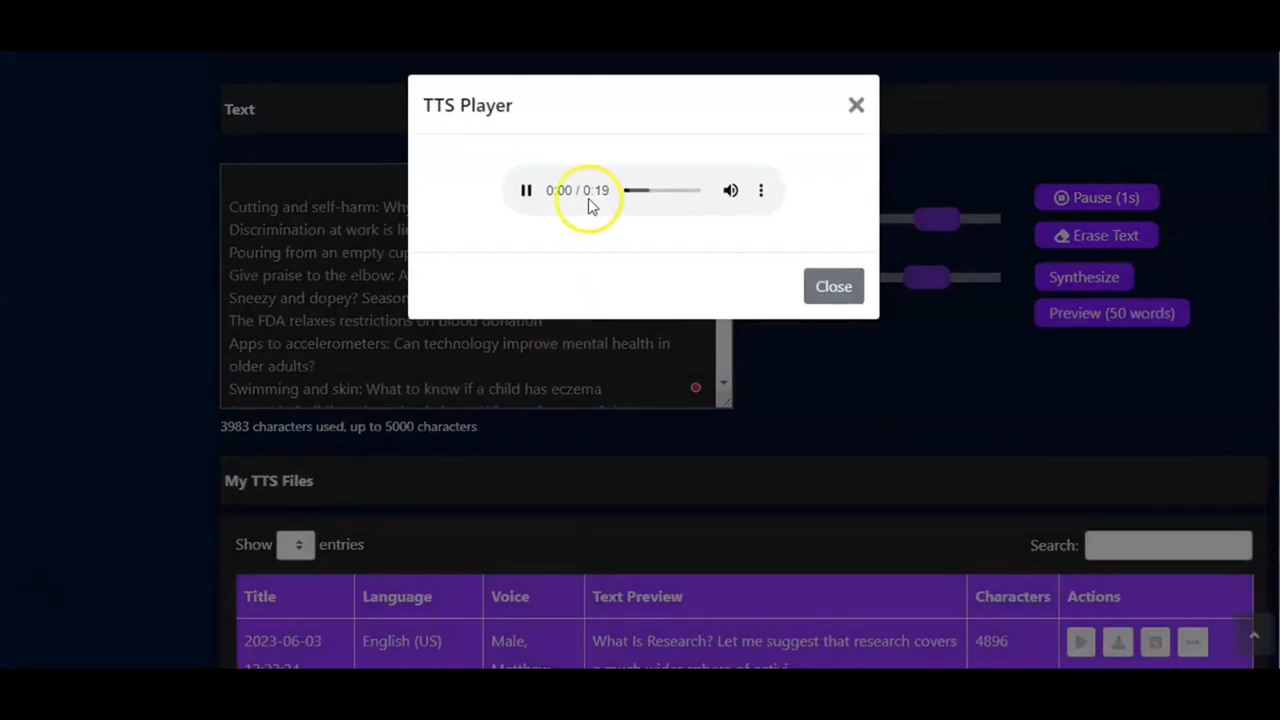 Text
TTS Player
0:00 / 0:19
Close
Cutting and self-harm: Why
Discrimination at work is li
Pouring from an empty cup
Give praise to the elbow: A
Sneezy and dopey? Season
The FDA relaxes restrictions on blood donation
Apps to accelerometers: Can technology improve mental health in
older adults?
Swimming and skin: What to know if a child has eczema
3983 characters used, up to 5000 characters
Pause (1s)
Erase Text
Synthesize
Preview (50 words)
My TTS Files
Show entries
Search:
Title Language Voice Text Preview Characters Actions
2023-06-03 English (US) Male, What Is Research? Let me suggest that research covers 4896